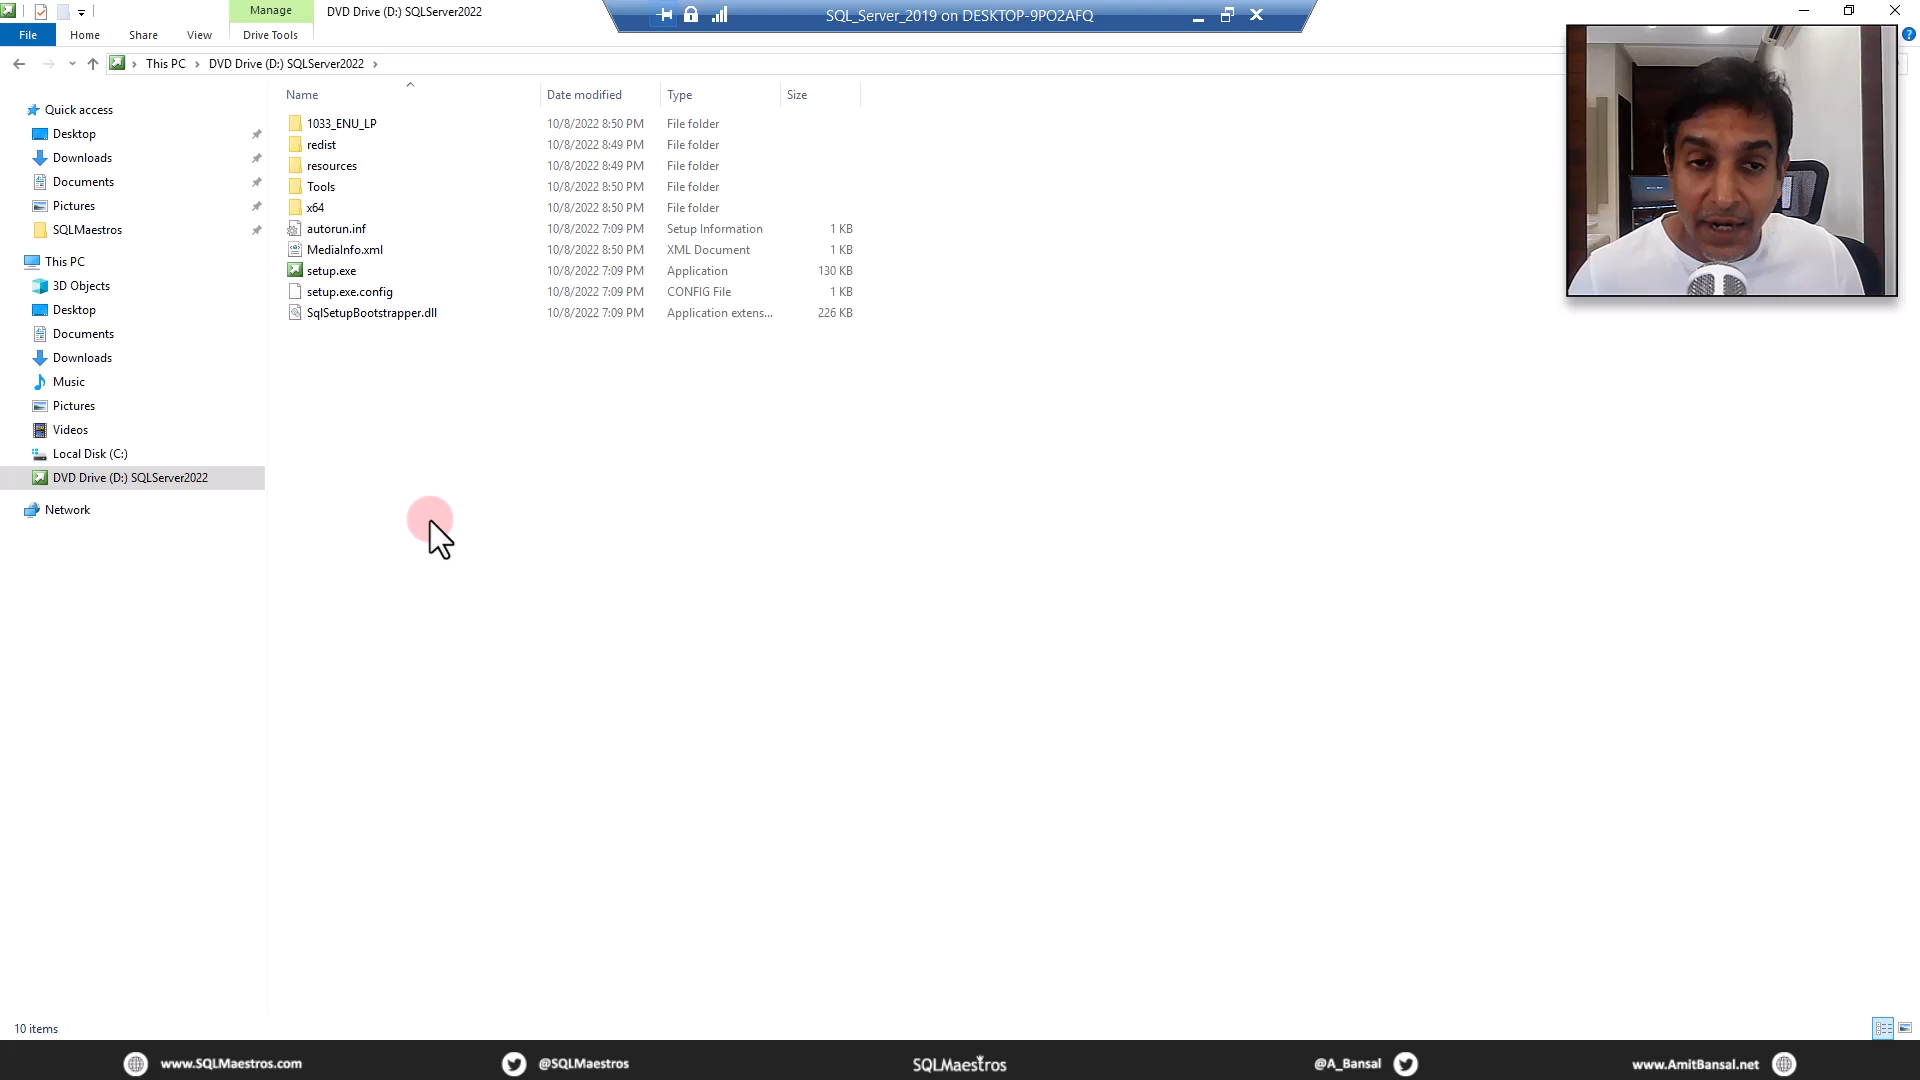 Manage
DVD Drive (D:) SQLServer2022
SQL_Server_2019 on DESKTOP-9PO2AFQ
File
Home
Share
View
Drive Tools
This PC
DVD Drive (D:) SQLServer2022
Name
Date modified
Type
Size
Quick access
Desktop
Downloads
Documents
Pictures
SQLMaestros
This PC
3D Objects
Desktop
Documents
Downloads
Music
Pictures
Videos
Local Disk (C:)
DVD Drive (D:) SQLServer2022
Network
1033_ENU_LP 10/8/2022 8:50 PM File folder
redist 10/8/2022 8:49 PM File folder
resources 10/8/2022 8:49 PM File folder
Tools 10/8/2022 8:50 PM File folder
x64 10/8/2022 8:50 PM File folder
autorun.inf 10/8/2022 7:09 PM Setup Information 1 KB
MediaInfo.xml 10/8/2022 8:50 PM XML Document 1 KB
setup.exe 10/8/2022 7:09 PM Application 130 KB
setup.exe.config 10/8/2022 7:09 PM CONFIG File 1 KB
SqlSetupBootstrapper.dll 10/8/2022 7:09 PM Application extens... 226 KB
10 items
www.SQLMaestros.com
@SQLMaestros
SQLMaestros
@A_Bansal
www.AmitBansal.net